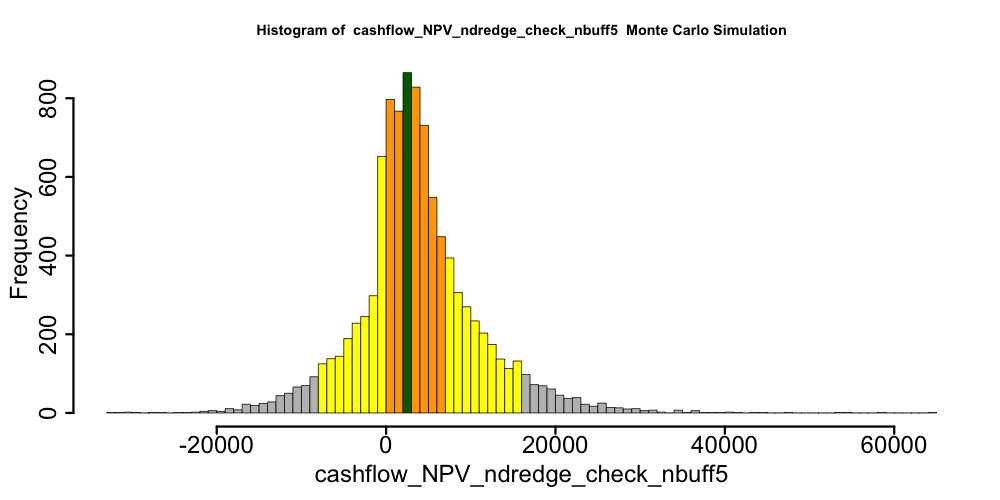 Histogram of cashflow_NPV_ndredge_check_nbuff5 Monte Carlo Simulation
Frequency
800
600
400
200
0
-20000 0 20000 40000 60000
cashflow_NPV_ndredge_check_nbuff5